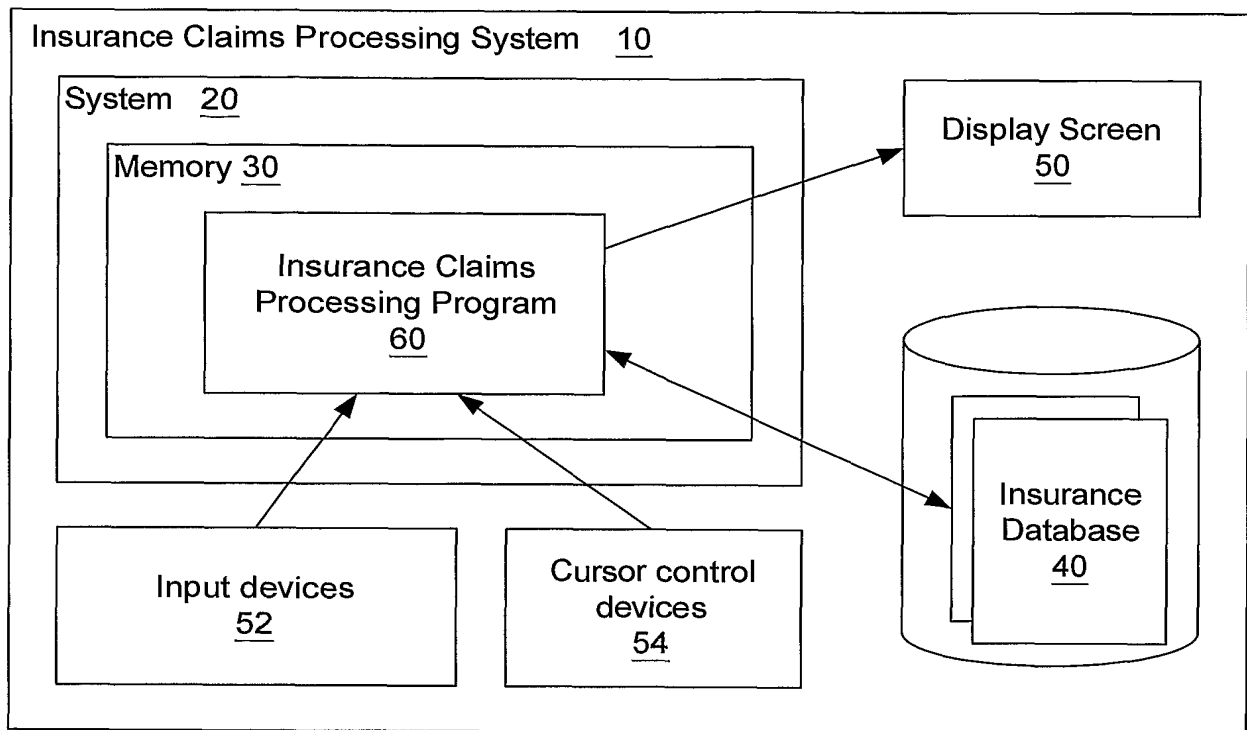 Insurance Claims Processing System 10
System 20
Memory 30
Insurance Claims
Processing Program
60
Display Screen
50
Insurance
Database
40
Input devices
52
Cursor control
devices
54